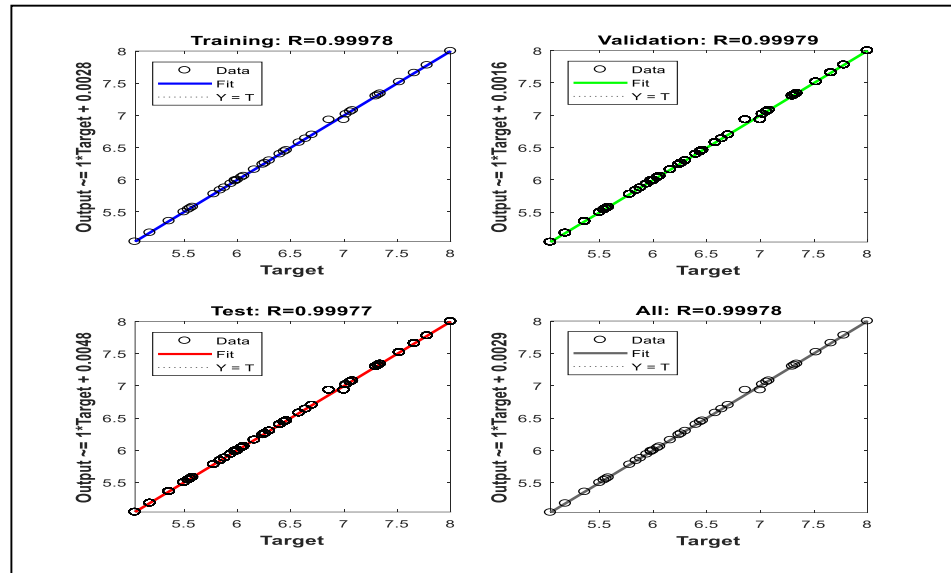 Training: R=0.99978
Output ~= 1*Target + 0.0028
8
7.5
7
6.5
6
5.5
Data
Fit
Y = T
5.5
6
6.5
7
7.5
8
Target
Validation: R=0.99979
Output ~= 1*Target + 0.0016
8
7.5
7
6.5
6
5.5
Data
Fit
Y = T
5.5
6
6.5
7
7.5
8
Target
Test: R=0.99977
Output ~= 1*Target + 0.0048
8
7.5
7
6.5
6
5.5
Data
Fit
Y = T
5.5
6
6.5
7
7.5
8
Target
All: R=0.99978
Output ~= 1*Target + 0.0029
8
7.5
7
6.5
6
5.5
Data
Fit
Y = T
5.5
6
6.5
7
7.5
8
Target